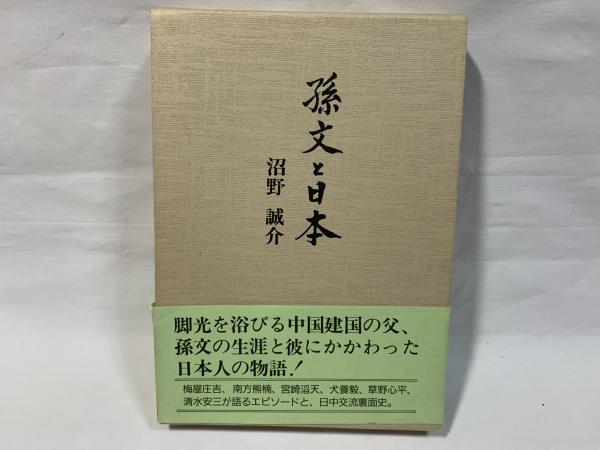 孫文と日本
沼野 誠介
脚光を浴びる中国建国の父、
孫文の生涯と彼にかかわった
日本人の物語!
梅屋庄吉、南方熊楠、宮崎滔天、犬養毅、草野心平、
清水安三が語るエピソードと、日中交流裏面史。